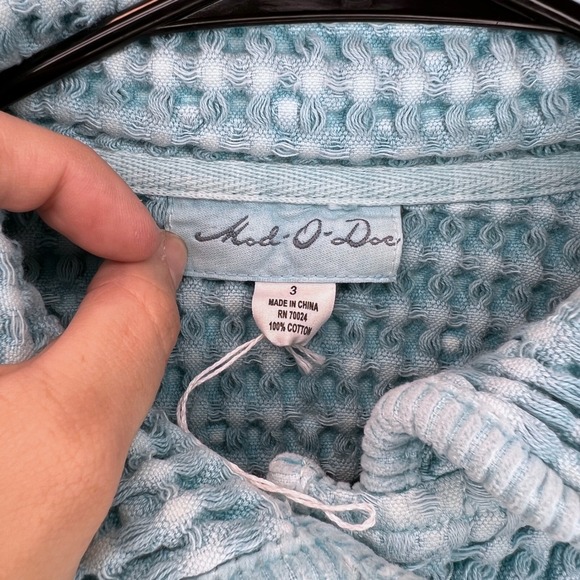 Mod-O-Doc
3
MADE IN CHINA
RN 70024
100% COTTON